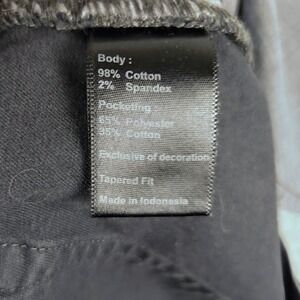 Body :
98% Cotton
2% Spandex
Pocketing
65% Polyester
35% Cotton
Exclusive of decoration
Tapered Fit
Made in Indonesia